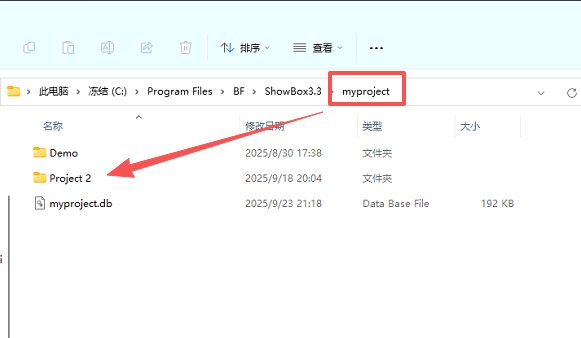 排序 查看
此电脑 > 冻结 (C:) > Program Files > BF > ShowBox3.3 > myproject
名称 修改日期 类型 大小
Demo 2025/8/30 17:38 文件夹
Project 2 2025/9/18 20:04 文件夹
myproject.db 2025/9/23 21:18 Data Base File 192 KB